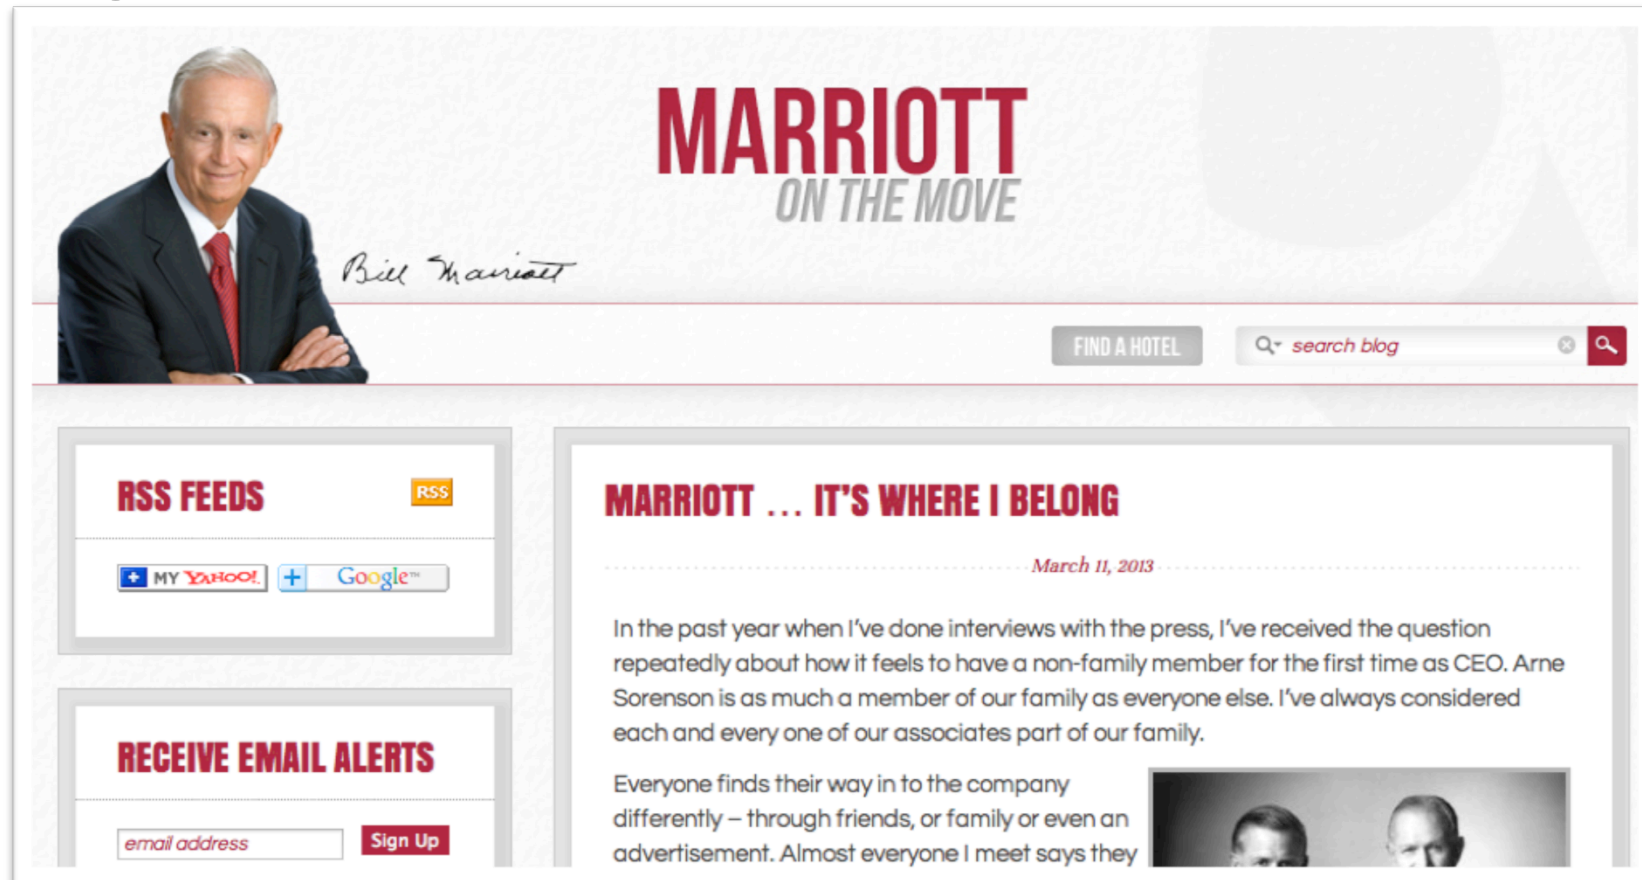 MARRIOTT
ON THE MOVE
Bill Marriott
FIND A HOTEL
search blog
RSS FEEDS
RSS
MY YAHOO!
Google™
RECEIVE EMAIL ALERTS
email address
Sign Up
MARRIOTT … IT'S WHERE I BELONG
March 11, 2013
In the past year when I've done interviews with the press, I've received the question
repeatedly about how it feels to have a non-family member for the first time as CEO. Arne
Sorenson is as much a member of our family as everyone else. I've always considered
each and every one of our associates part of our family.
Everyone finds their way in to the company
differently – through friends, or family or even an
advertisement. Almost everyone I meet says they